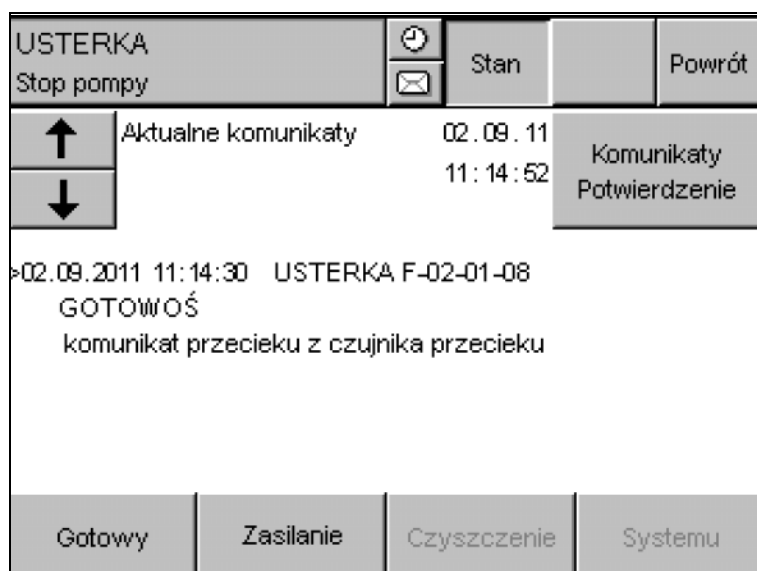 USTERKA
Stop pompy
Stan
Powrót
Aktualne komunikaty 02.09.11
11:14:52
Komunikaty
Potwierdzenie
>02.09.2011 11:14:30 USTERKA F-02-01-08
GOTOWOŚ
komunikat przecieku z czujnika przecieku
Gotowy Zasilanie Czyszczenie Systemu